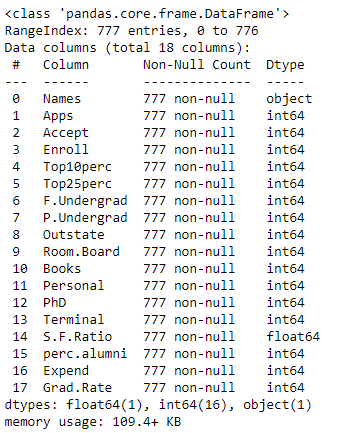 <class 'pandas.core.frame.DataFrame'>
RangeIndex: 777 entries, 0 to 776
Data columns (total 18 columns):
 #   Column       Non-Null Count  Dtype
---  ------       --------------  -----
 0   Names        777 non-null    object
 1   Apps         777 non-null    int64
 2   Accept       777 non-null    int64
 3   Enroll       777 non-null    int64
 4   Top10perc    777 non-null    int64
 5   Top25perc    777 non-null    int64
 6   F.Undergrad  777 non-null    int64
 7   P.Undergrad  777 non-null    int64
 8   Outstate     777 non-null    int64
 9   Room.Board   777 non-null    int64
 10  Books        777 non-null    int64
 11  Personal     777 non-null    int64
 12  PhD          777 non-null    int64
 13  Terminal     777 non-null    int64
 14  S.F.Ratio    777 non-null    float64
 15  perc.alumni  777 non-null    int64
 16  Expend       777 non-null    int64
 17  Grad.Rate    777 non-null    int64
dtypes: float64(1), int64(16), object(1)
memory usage: 109.4+ KB